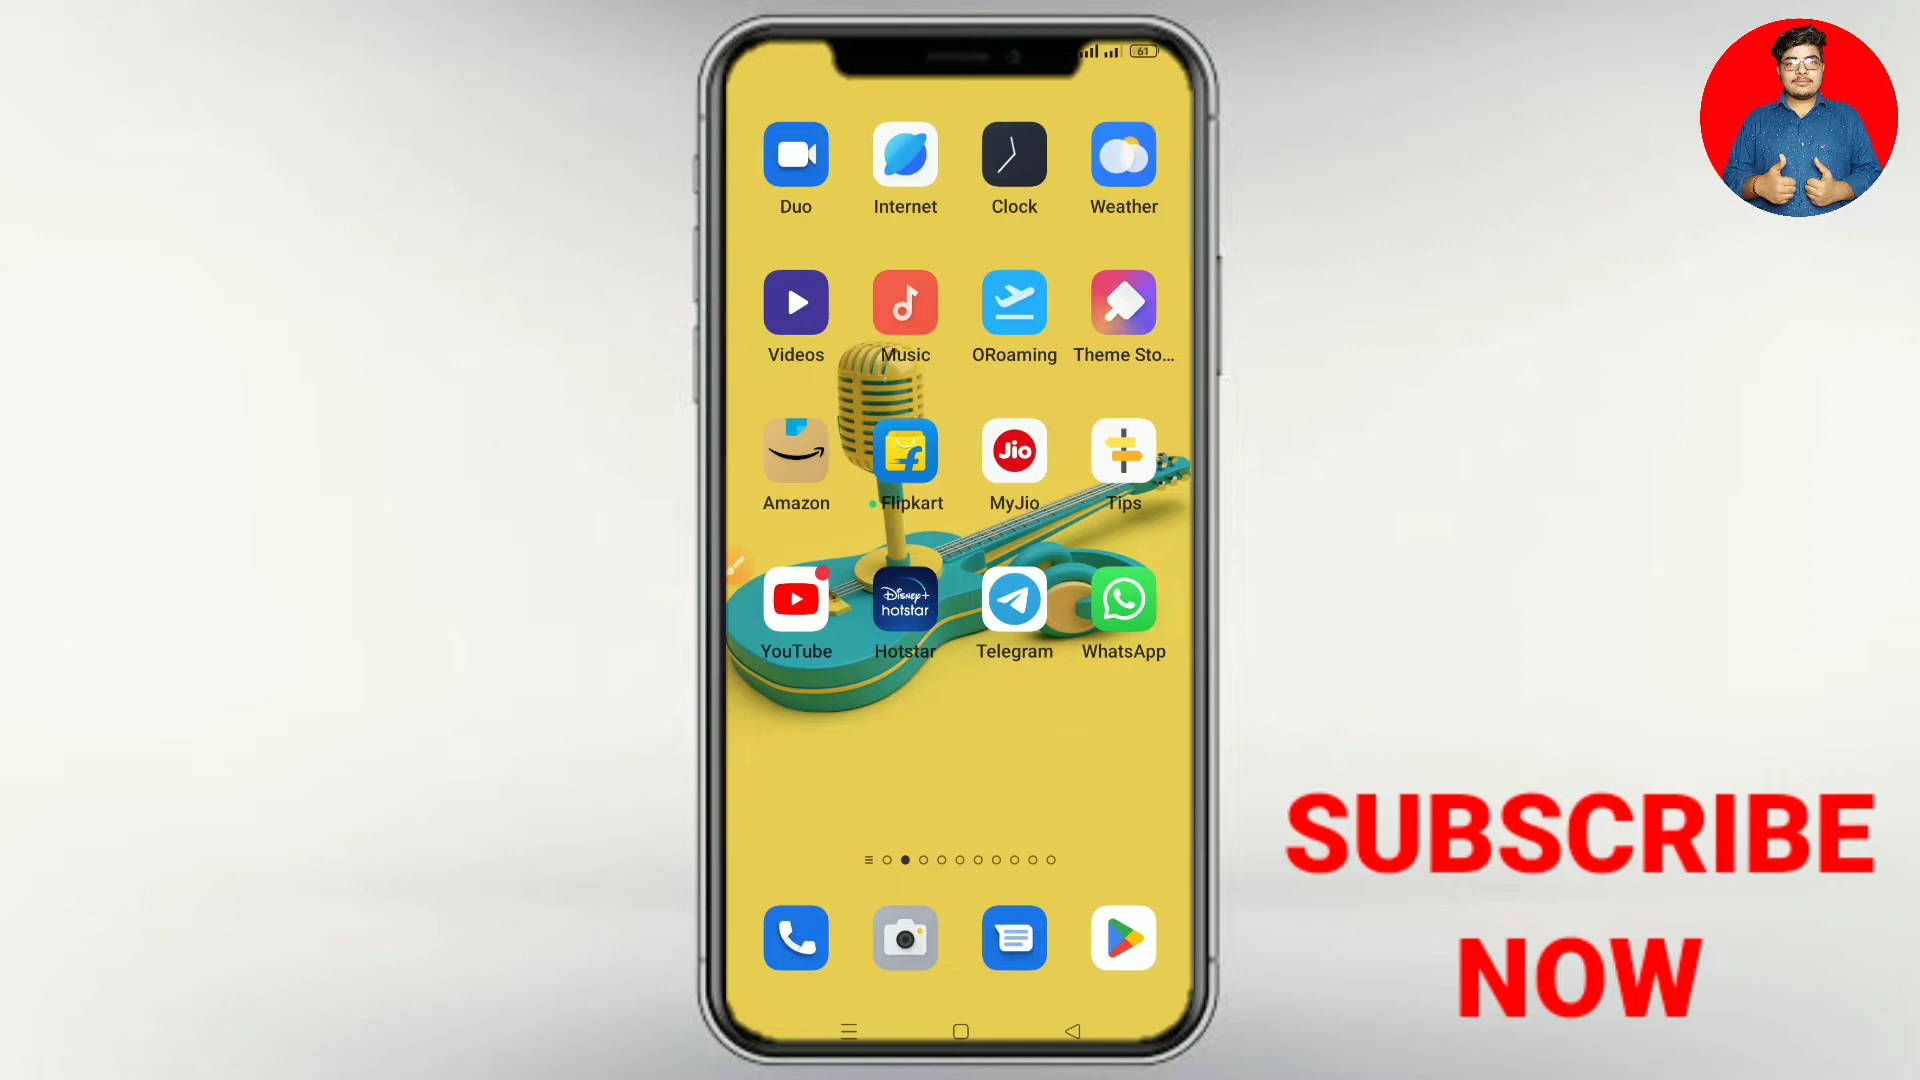 61
Duo
Internet
Clock
Weather
Videos
Music
ORoaming
Theme Sto...
Jio
Amazon
Flipkart
MyJio
Tips
Disney+
hotstar
YouTube
Hotstar
Telegram
WhatsApp
SUBSCRIBE
NOW